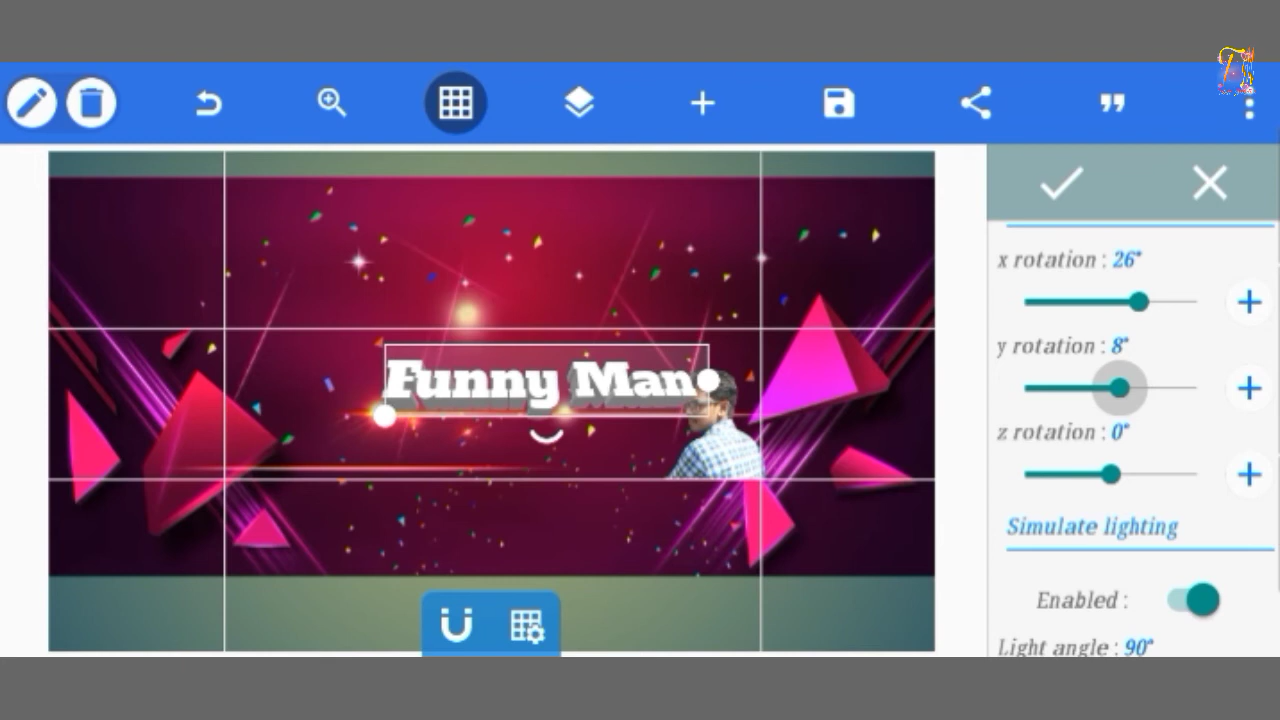 x rotation : 26°
Funny Man
y rotation : 8°
z rotation : 0°
Simulate lighting
Enabled :
Light angle : 90°